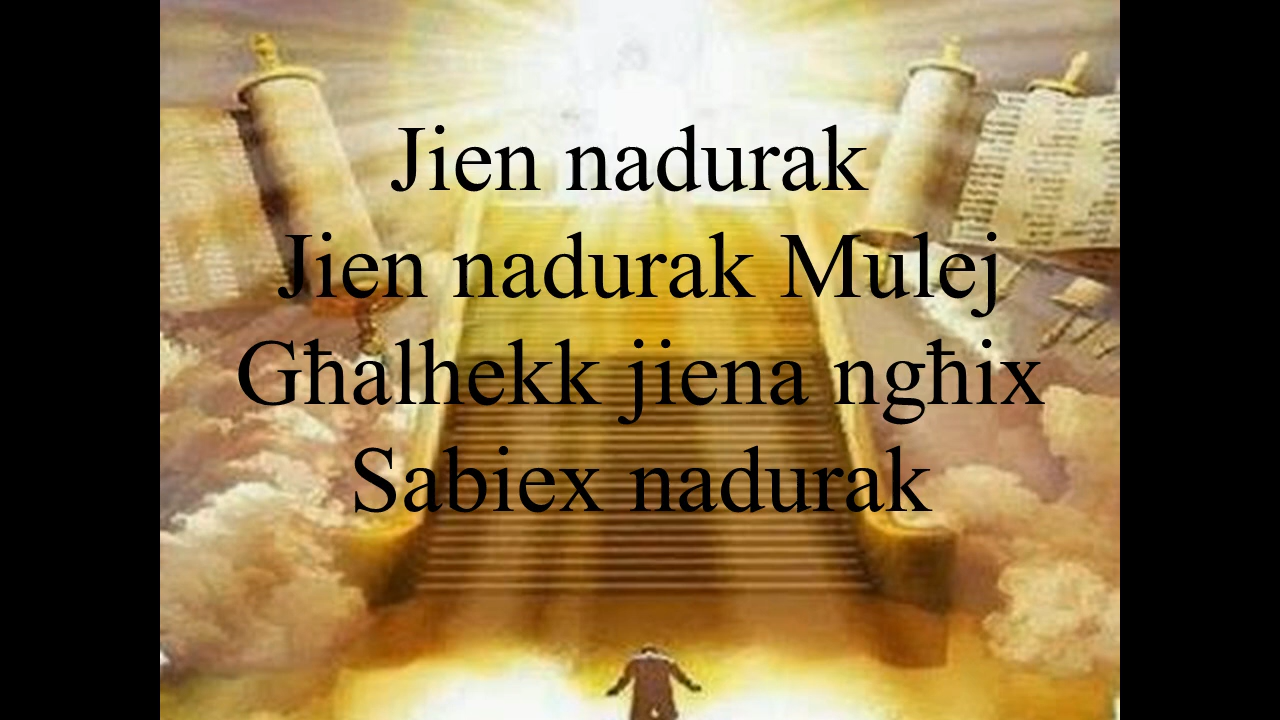 Jien nadurak
Jien nadurak Mulej
Għalhekk jiena ngħix
Sabiex nadurak